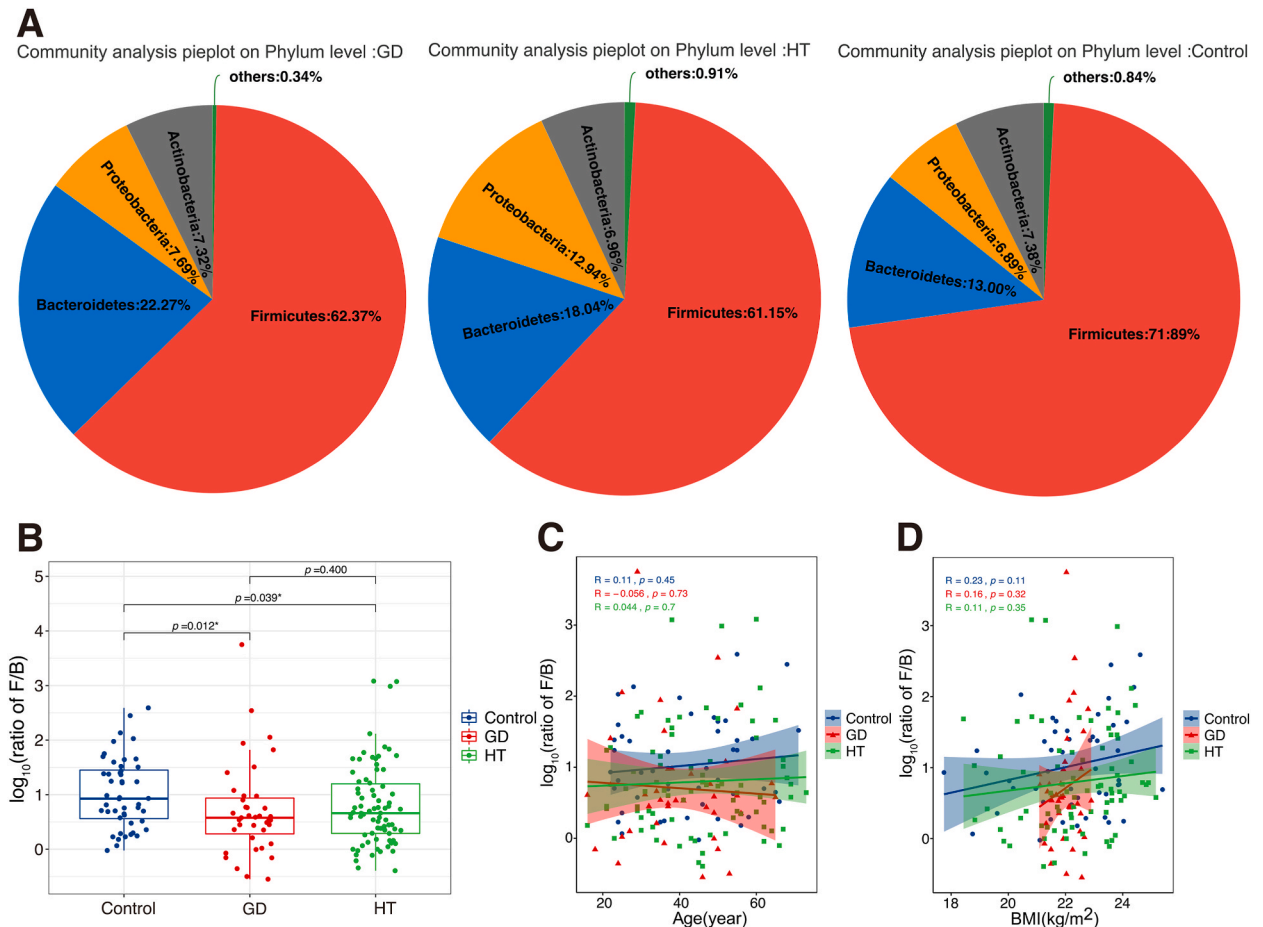 A
Community analysis pieplot on Phylum level :GD
others:0.34%
Actinobacteria:7.32%
Proteobacteria:7.69%
Bacteroidetes:22.27%
Firmicutes:62.37%
Community analysis pieplot on Phylum level :HT
others:0.91%
Actinobacteria:6.96%
Proteobacteria:12.94%
Bacteroidetes:18.04%
Firmicutes:61.15%
Community analysis pieplot on Phylum level :Control
others:0.84%
Actinobacteria:7.38%
Proteobacteria:6.89%
Bacteroidetes:13.00%
Firmicutes:71:89%
B
log10(ratio of F/B)
5
4
3
2
1
0
p =0.400
p =0.039*
p =0.012*
Control
GD
HT
Control
GD
HT
C
log10(ratio of F/B)
3
2
1
0
R = 0.11 , p = 0.45
R = −0.056 , p = 0.73
R = 0.044 , p = 0.7
20
40
60
Age(year)
Control
GD
HT
D
log10(ratio of F/B)
3
2
1
0
R = 0.23 , p = 0.11
R = 0.16 , p = 0.32
R = 0.11 , p = 0.35
18
20
22
24
BMI(kg/m2)
Control
GD
HT